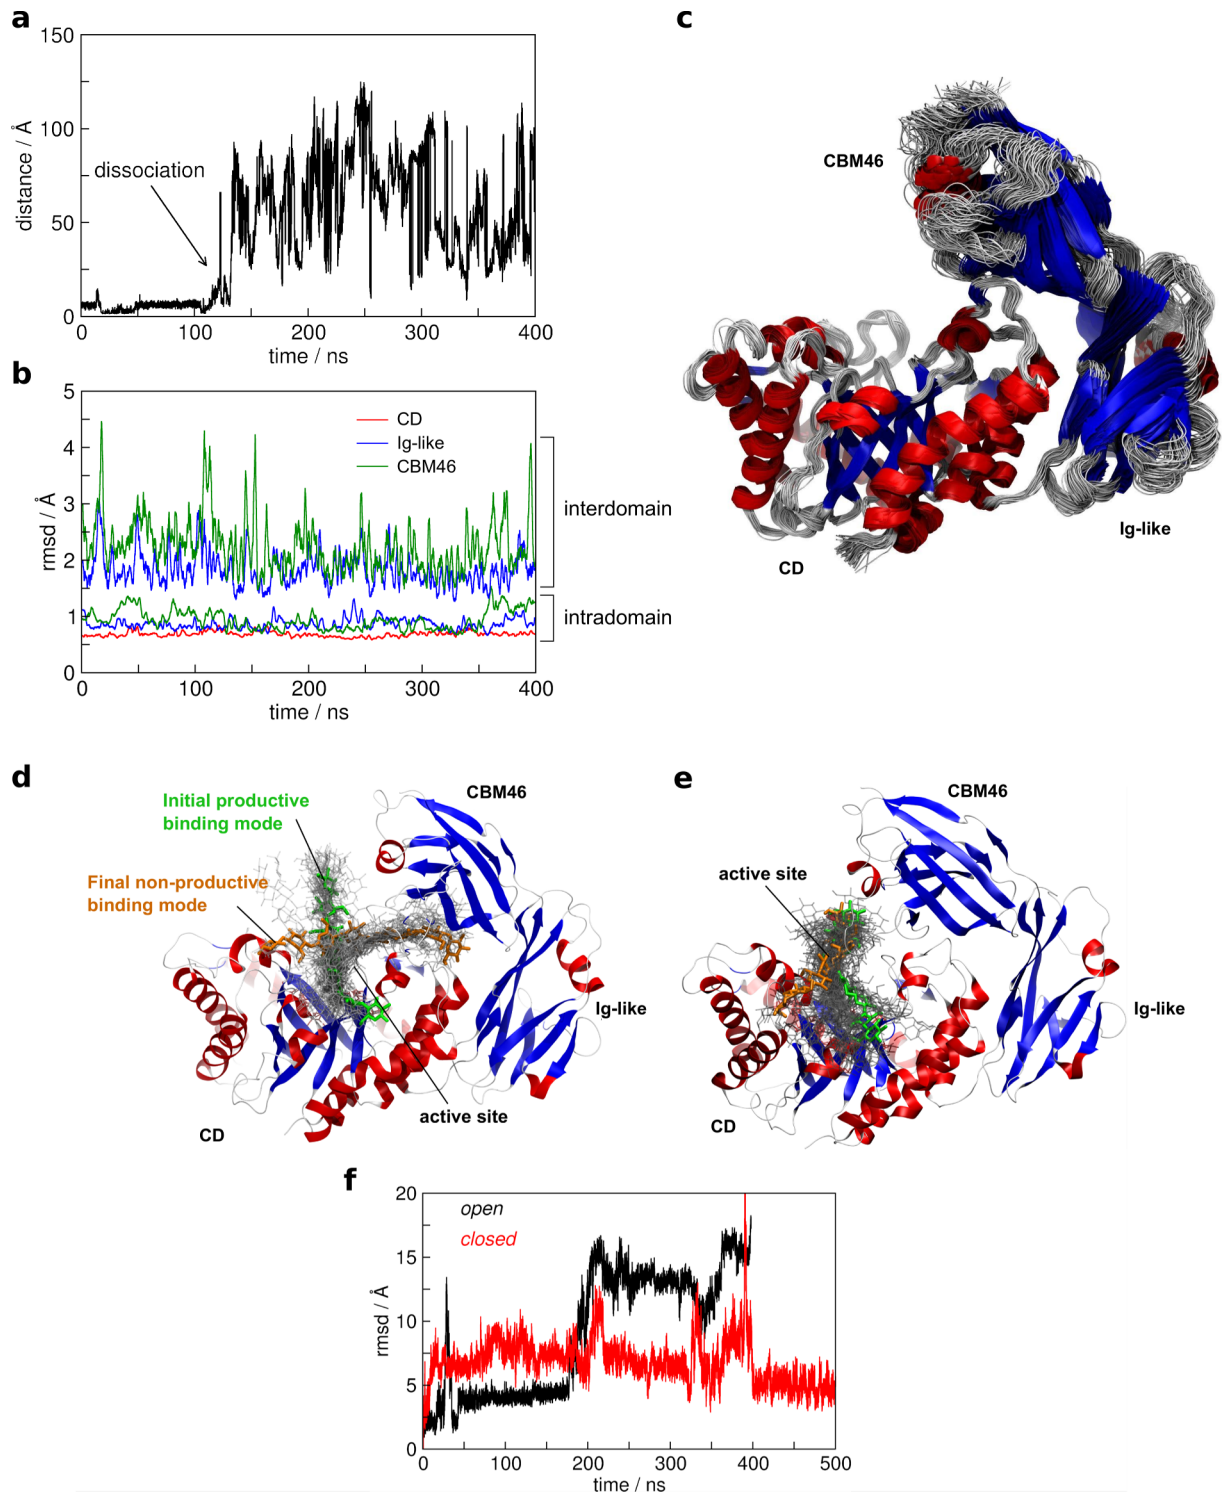 a
150
100
50
0
distance / Å
dissociation
0 100 200 300 400
time / ns
b
5
4
3
2
1
0
rmsd / Å
CD
Ig-like
CBM46
interdomain
intradomain
0 100 200 300 400
time / ns
c
CBM46
CD
Ig-like
d
Initial productive
binding mode
Final non-productive
binding mode
CBM46
Ig-like
active site
CD
e
CBM46
active site
Ig-like
CD
f
20
15
10
5
0
rmsd / Å
open
closed
0 100 200 300 400 500
time / ns